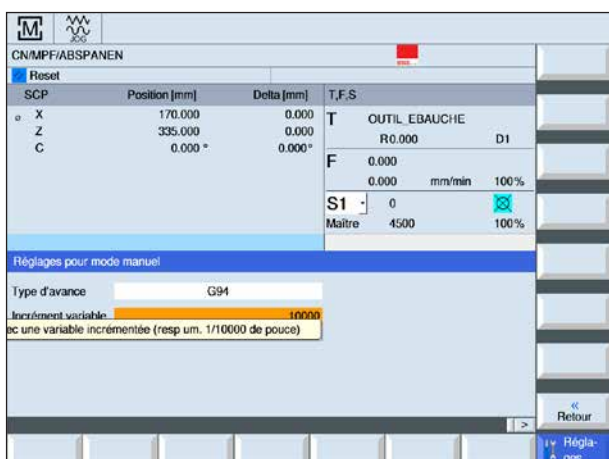 M
JOG
CN/MPF/ABSPANEN
Reset
SCP Position [mm] Delta [mm] T,F,S
X 170.000 0.000 T OUTIL_EBAUCHE
Z 335.000 0.000 R0.000 D1
C 0.000 ° 0.000° F 0.000
0.000 mm/min 100%
S1 0
Maître 4500 100%
Réglages pour mode manuel
Type d'avance G94
Incrément variable 10000
ec une variable incrémentée (resp um. 1/10000 de pouce)
«
Retour
>
Régla-
ges